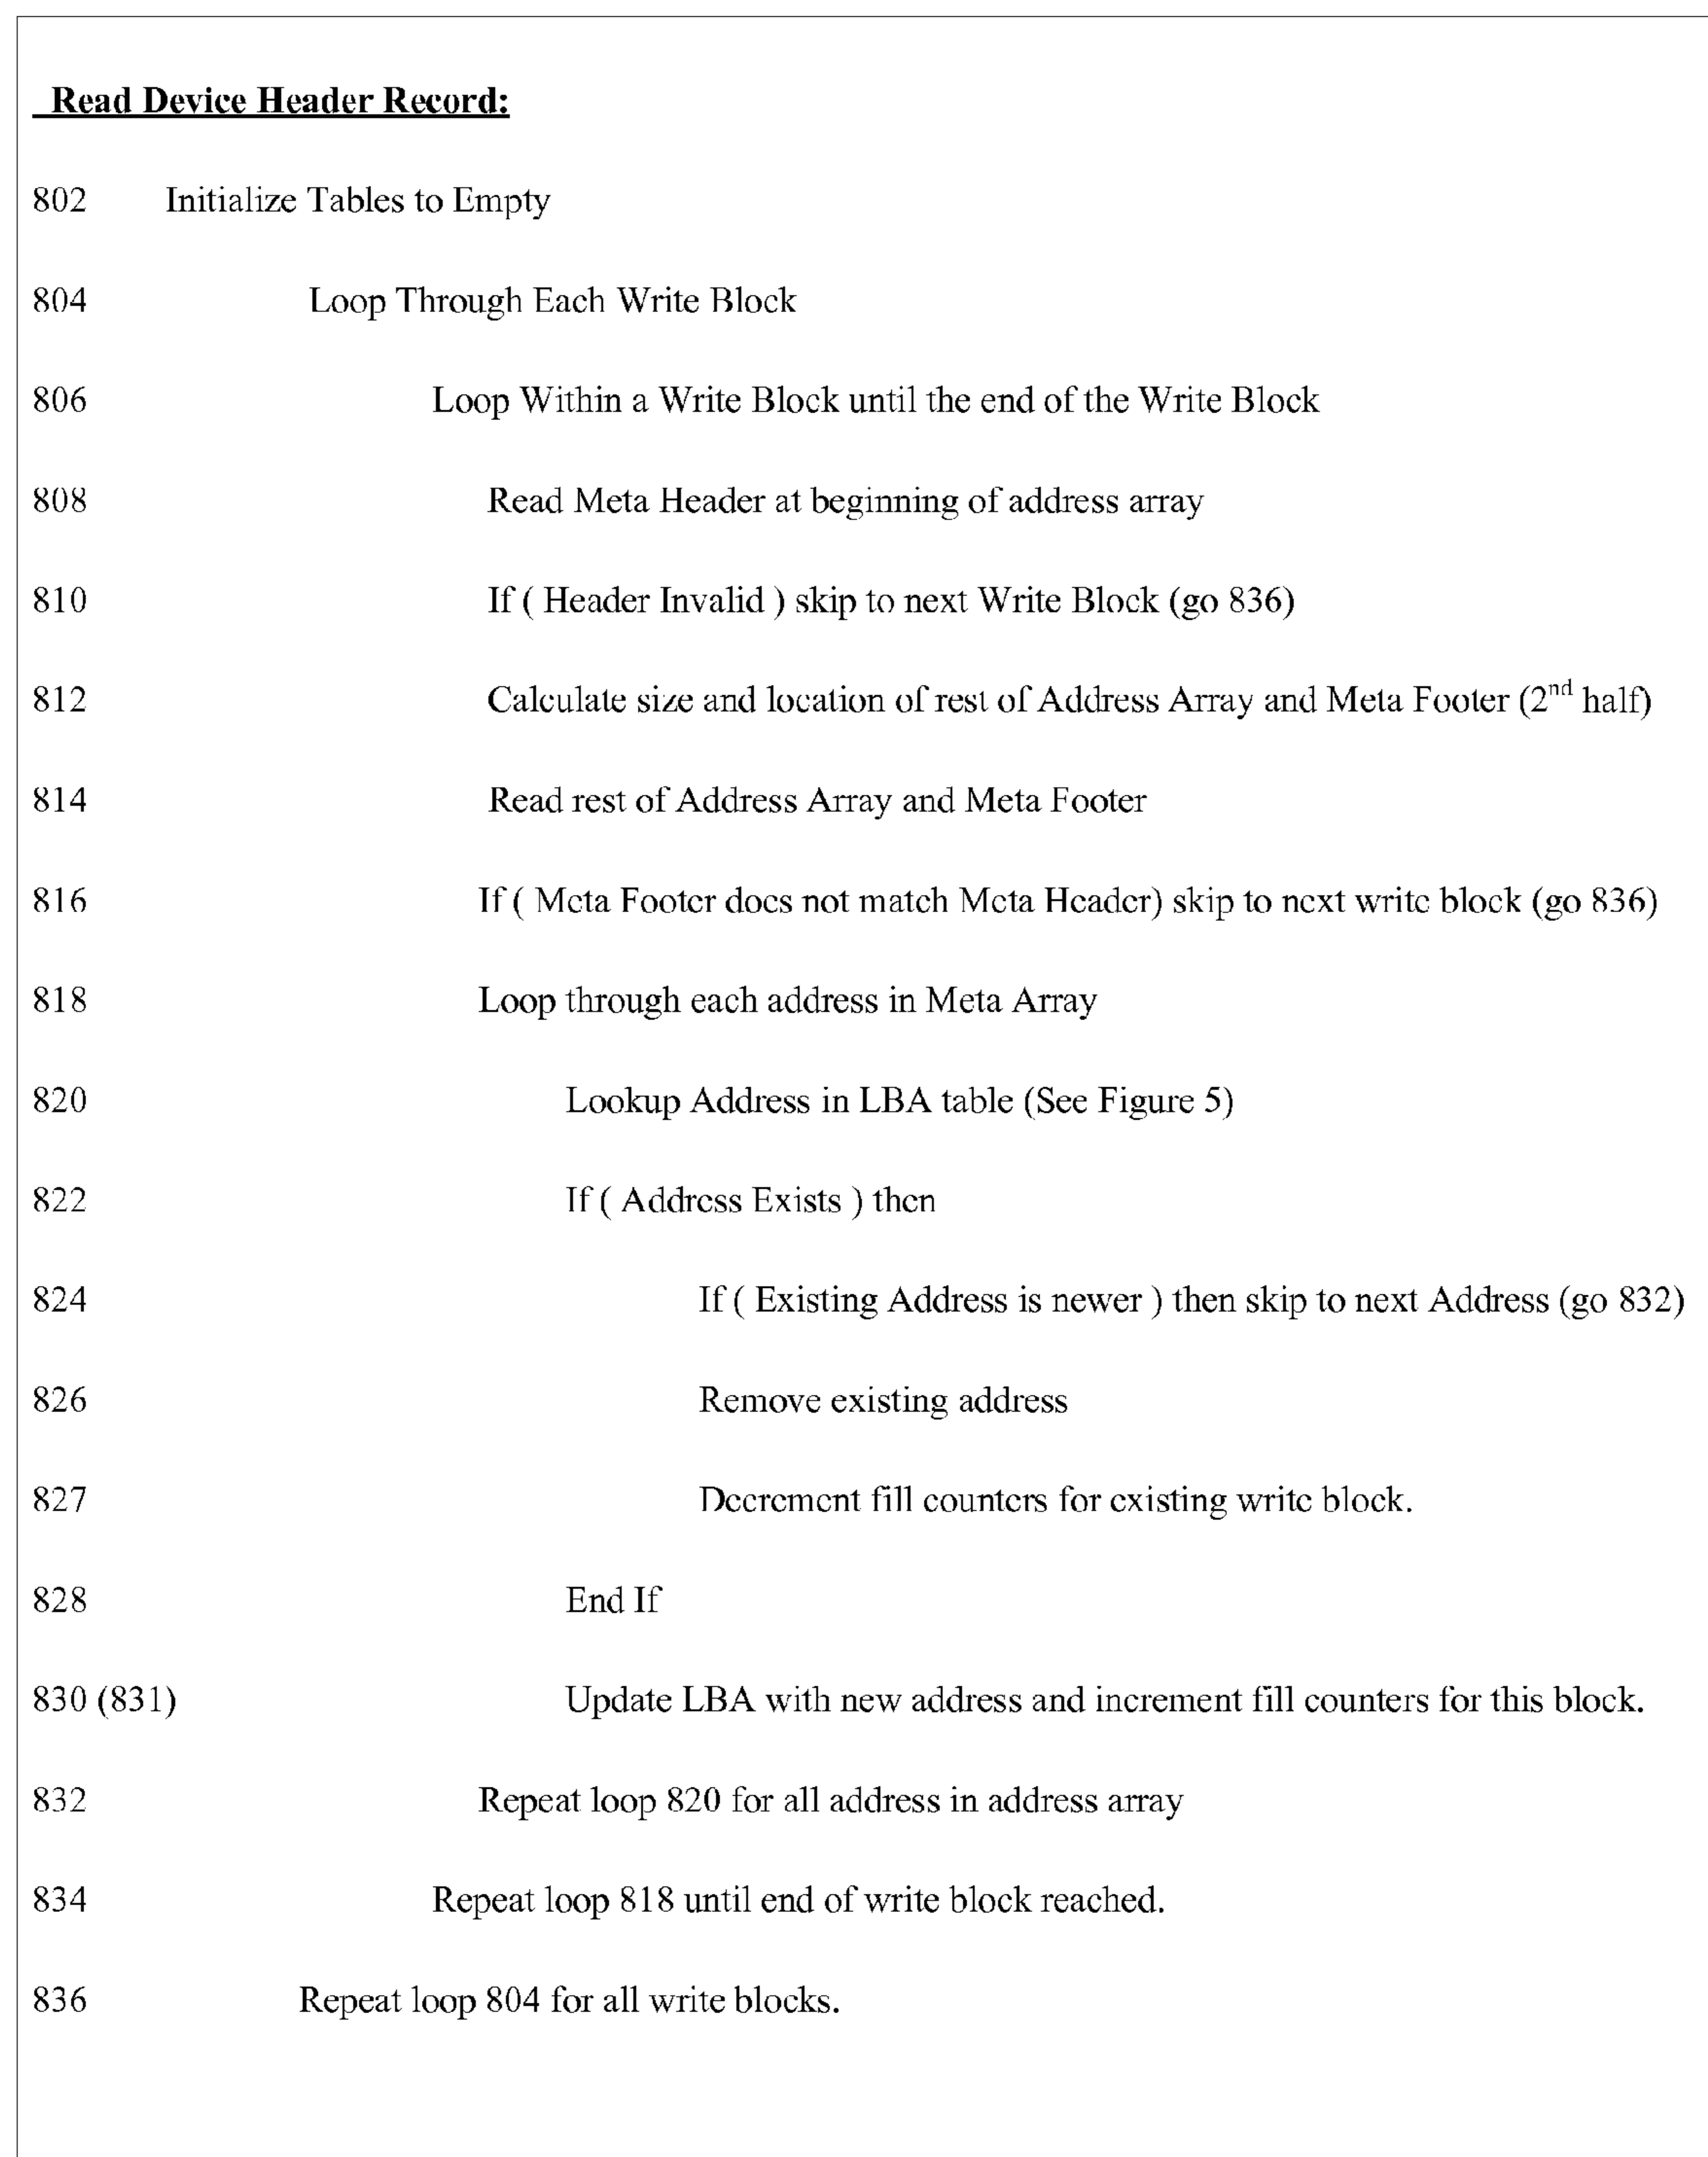 Read Device Header Record:
802 Initialize Tables to Empty
804 Loop Through Each Write Block
806 Loop Within a Write Block until the end of the Write Block
808 Read Meta Header at beginning of address array
810 If ( Header Invalid ) skip to next Write Block (go 836)
812 Calculate size and location of rest of Address Array and Meta Footer (2nd half)
814 Read rest of Address Array and Meta Footer
816 If ( Meta Footer does not match Meta Header) skip to next write block (go 836)
818 Loop through each address in Meta Array
820 Lookup Address in LBA table (See Figure 5)
822 If ( Address Exists ) then
824 If ( Existing Address is newer ) then skip to next Address (go 832)
826 Remove existing address
827 Decrement fill counters for existing write block.
828 End If
830 (831) Update LBA with new address and increment fill counters for this block.
832 Repeat loop 820 for all address in address array
834 Repeat loop 818 until end of write block reached.
836 Repeat loop 804 for all write blocks.